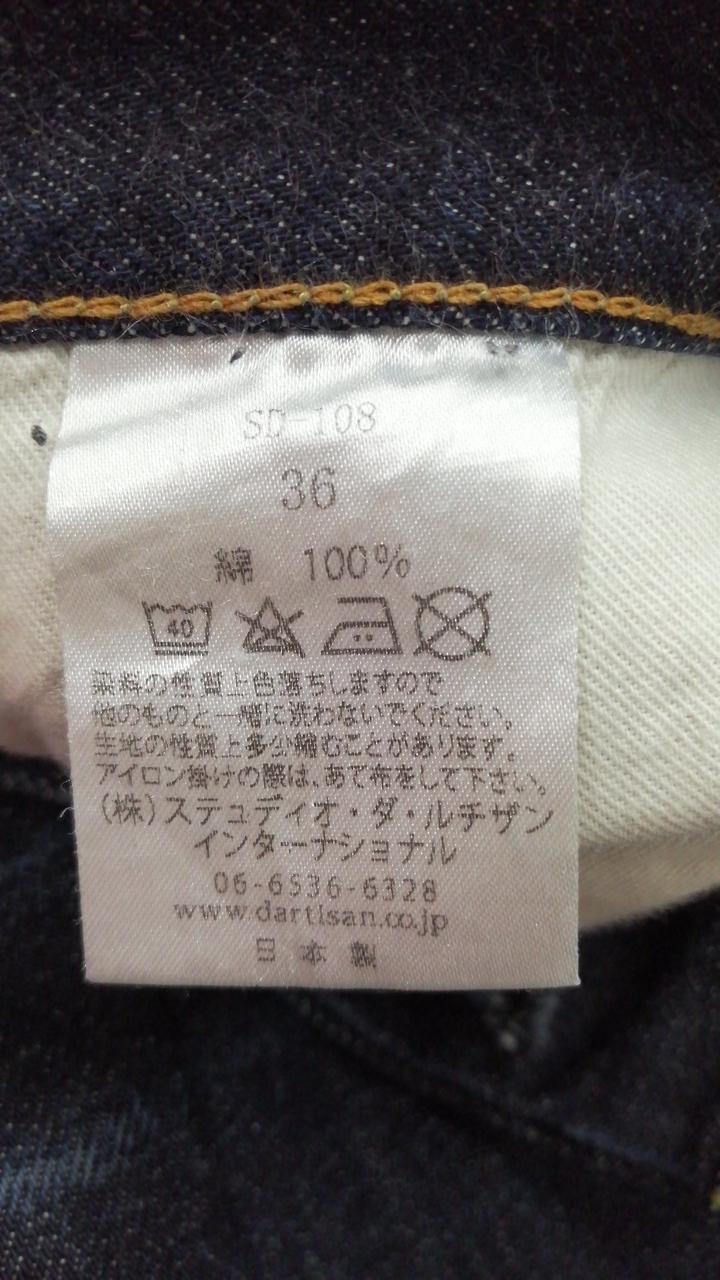 SD-108
36
綿 100%
40
染料の性質上色落ちしますので
他のものと一緒に洗わないでください。
生地の性質上多少縮むことがあります。
アイロン掛けの際は、あて布をして下さい。
(株)ステュディオ・ダ・ルチザン
インターナショナル
06-6536-6328
www.dartisan.co.jp
日本製